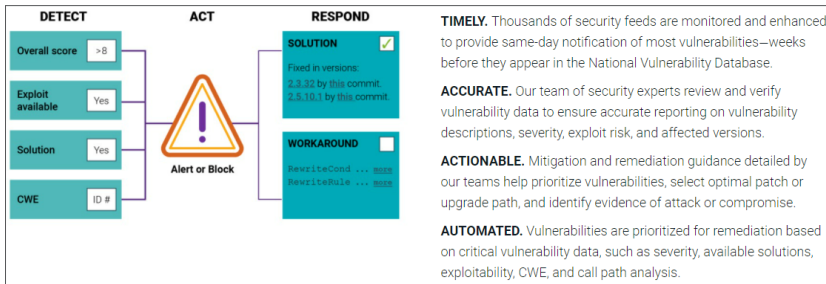 DETECT
ACT
RESPOND
Overall score
>8
Exploit
available
Yes
Solution
Yes
CWE
ID #
Alert or Block
SOLUTION
Fixed in versions:
2.3.32 by this commit.
2.5.10.1 by this commit.
WORKAROUND
RewriteCond ... more
RewriteRule ... more
TIMELY. Thousands of security feeds are monitored and enhanced
to provide same-day notification of most vulnerabilities—weeks
before they appear in the National Vulnerability Database.
ACCURATE. Our team of security experts review and verify
vulnerability data to ensure accurate reporting on vulnerability
descriptions, severity, exploit risk, and affected versions.
ACTIONABLE. Mitigation and remediation guidance detailed by
our teams help prioritize vulnerabilities, select optimal patch or
upgrade path, and identify evidence of attack or compromise.
AUTOMATED. Vulnerabilities are prioritized for remediation based
on critical vulnerability data, such as severity, available solutions,
exploitability, CWE, and call path analysis.